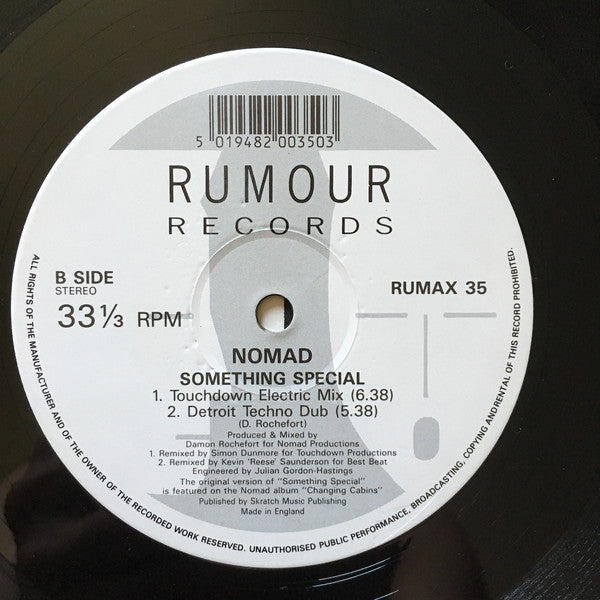 5 019482 003503
RUMOUR
RECORDS
B SIDE
STEREO
33 ⅓ RPM
RUMAX 35
NOMAD
SOMETHING SPECIAL
1. Touchdown Electric Mix (6.38)
2. Detroit Techno Dub (5.38)
(D. Rochefort)
Produced & Mixed by
Damon Rochefort for Nomad Productions
1. Remixed by Simon Dunmore for Touchdown Productions
2. Remixed by Kevin 'Reese' Saunderson for Best Beat
Engineered by Julian Gordon-Hastings
The original version of "Something Special"
is featured on the Nomad album "Changing Cabins"
Published by Skratch Music Publishing
Made in England
ALL RIGHTS OF THE MANUFACTURER AND OF THE OWNER OF THE RECORDED WORK RESERVED. UNAUTHORISED PUBLIC PERFORMANCE, BROADCASTING, COPYING AND RENTAL OF THIS RECORD PROHIBITED.